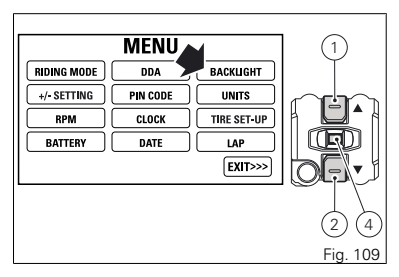 MENU
RIDING MODE DDA BACKLIGHT
+/- SETTING PIN CODE UNITS
RPM CLOCK TIRE SET-UP
BATTERY DATE LAP
EXIT>>>
1
2 4
Fig. 109